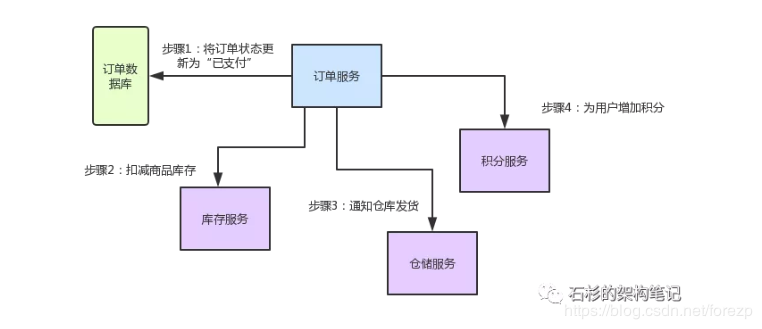 步骤1：将订单状态更
新为“已支付”
订单数
据库
订单服务
步骤4：为用户增加积分
步骤2：扣减商品库存
积分服务
步骤3：通知仓库发货
库存服务
仓储服务
石杉的架构笔记
https://blog.csdn.net/forezp